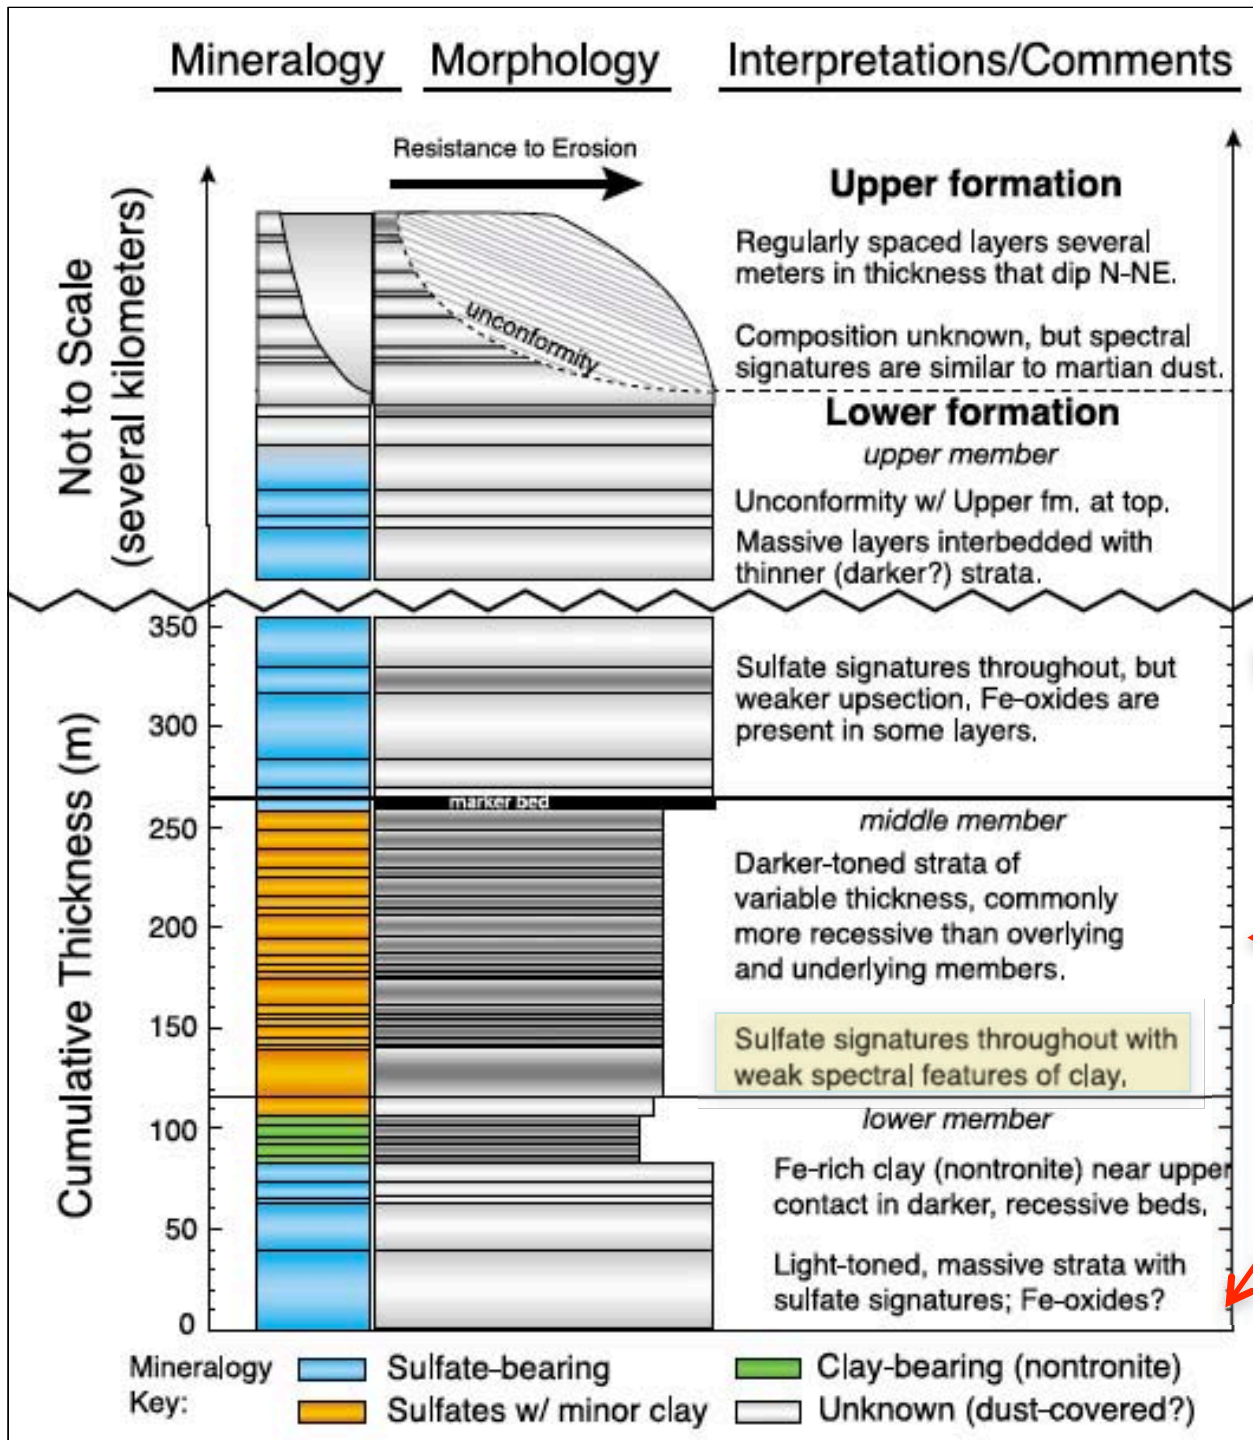 Mineralogy
Morphology
Interpretations/Comments
Resistance to Erosion
Not to Scale
(several kilometers)
unconformity
Upper formation
Regularly spaced layers several
meters in thickness that dip N-NE.
Composition unknown, but spectral
signatures are similar to martian dust.
Lower formation
upper member
Unconformity w/ Upper fm. at top.
Massive layers interbedded with
thinner (darker?) strata.
Cumulative Thickness (m)
350
300
250
200
150
100
50
0
Sulfate signatures throughout, but
weaker upsection. Fe-oxides are
present in some layers.
marker bed
middle member
Darker-toned strata of
variable thickness, commonly
more recessive than overlying
and underlying members.
Sulfate signatures throughout with
weak spectral features of clay.
lower member
Fe-rich clay (nontronite) near upper
contact in darker, recessive beds.
Light-toned, massive strata with
sulfate signatures; Fe-oxides?
Mineralogy
Key:
Sulfate-bearing
Sulfates w/ minor clay
Clay-bearing (nontronite)
Unknown (dust-covered?)